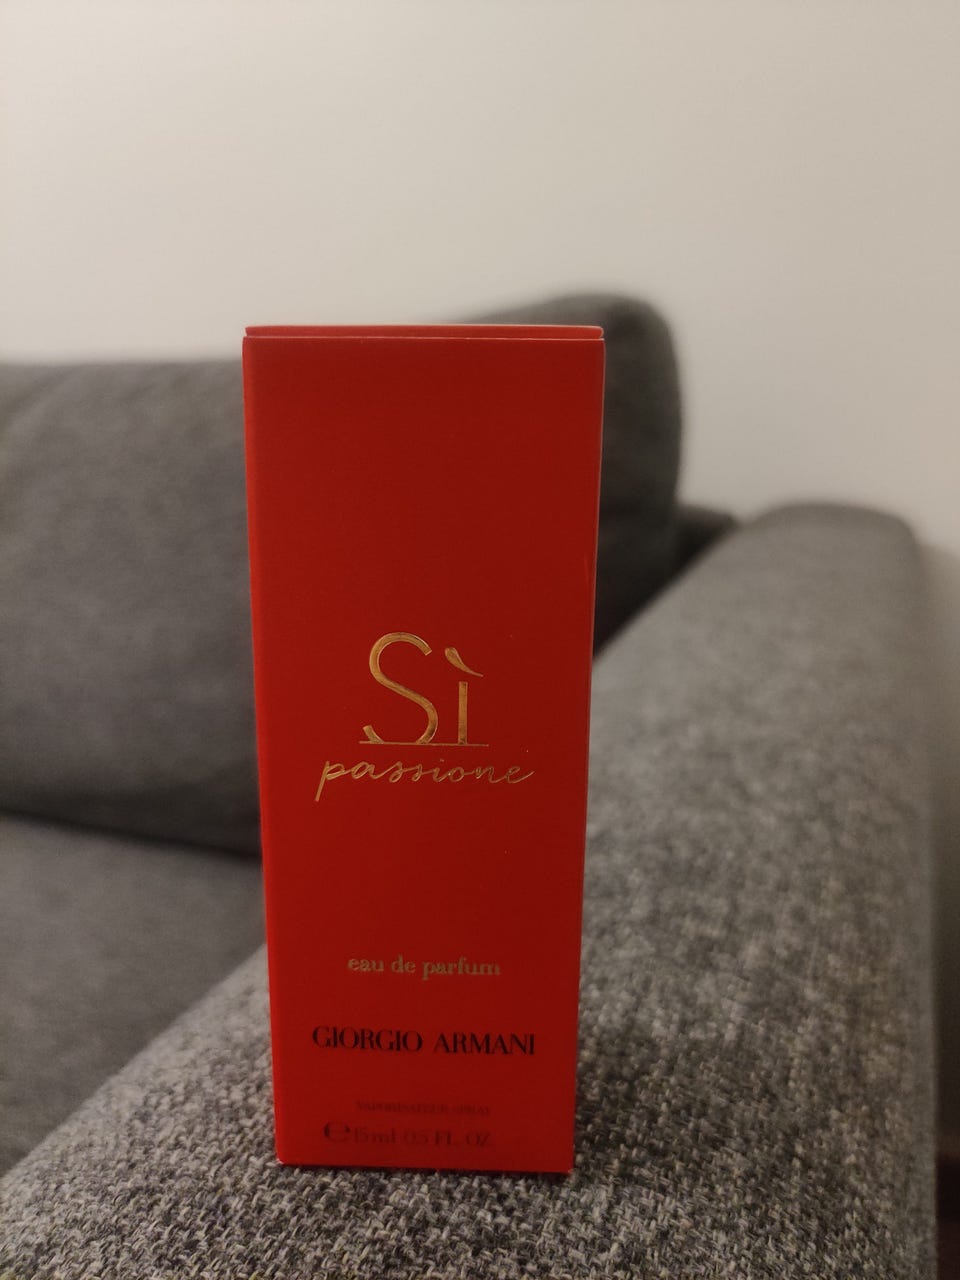 Sì
passione
eau de parfum
GIORGIO ARMANI
VAPORISATEUR SPRAY
℮ 15 ml 0.5 FL. OZ